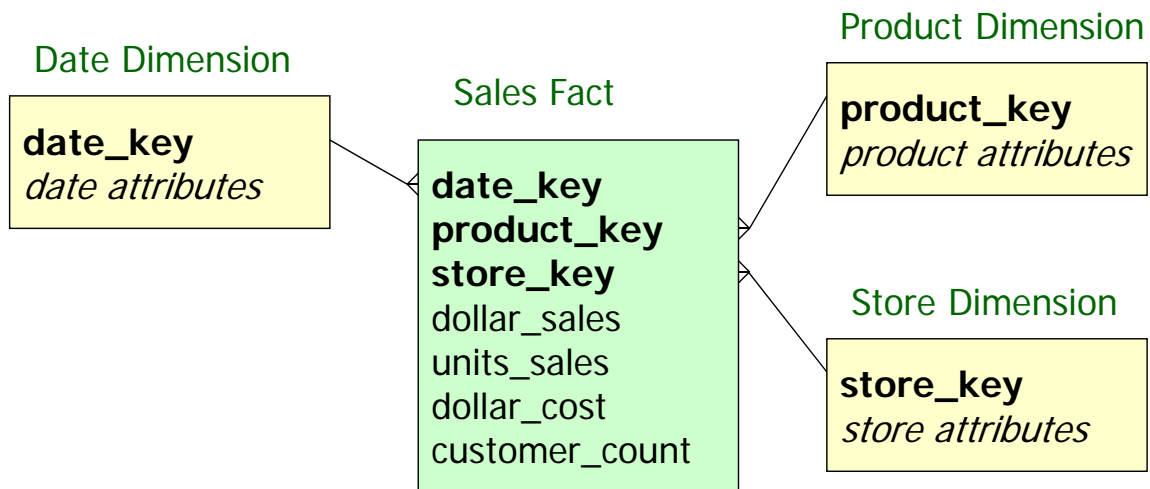 Date Dimension
date_key
date attributes
Sales Fact
date_key
product_key
store_key
dollar_sales
units_sales
dollar_cost
customer_count
Product Dimension
product_key
product attributes
Store Dimension
store_key
store attributes